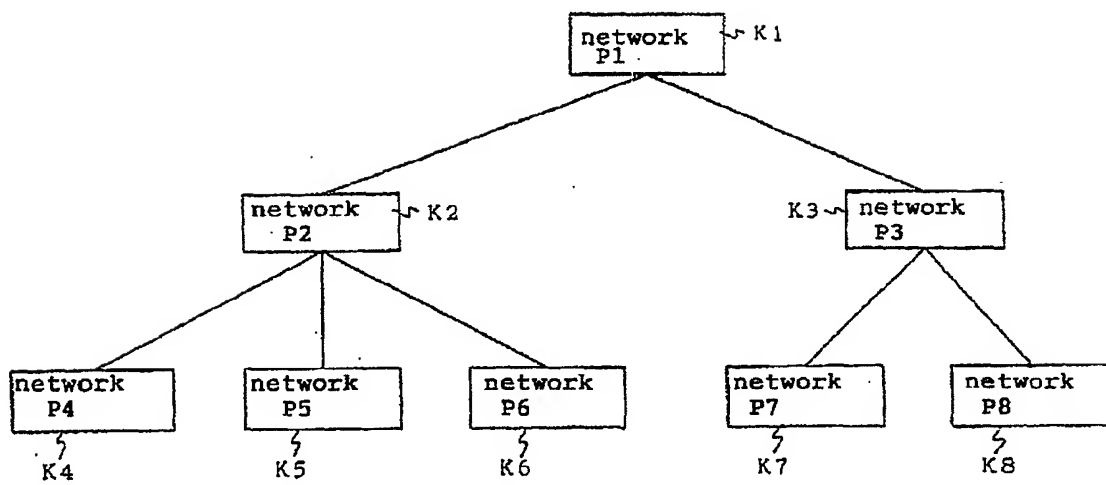 network
P1
K1
network
P2
K2
K3
network
P3
network
P4
network
P5
network
P6
network
P7
network
P8
K4
K5
K6
K7
K8